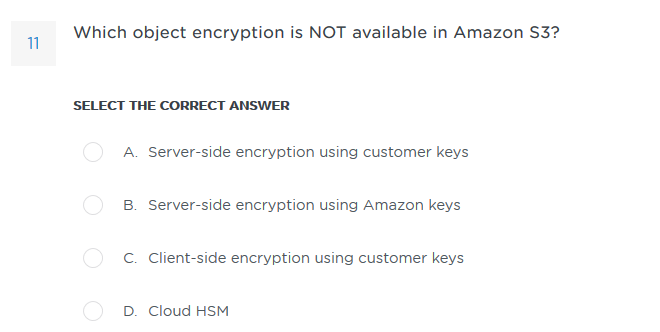 11
Which object encryption is NOT available in Amazon S3?
SELECT THE CORRECT ANSWER
A. Server-side encryption using customer keys
B. Server-side encryption using Amazon keys
C. Client-side encryption using customer keys
D. Cloud HSM